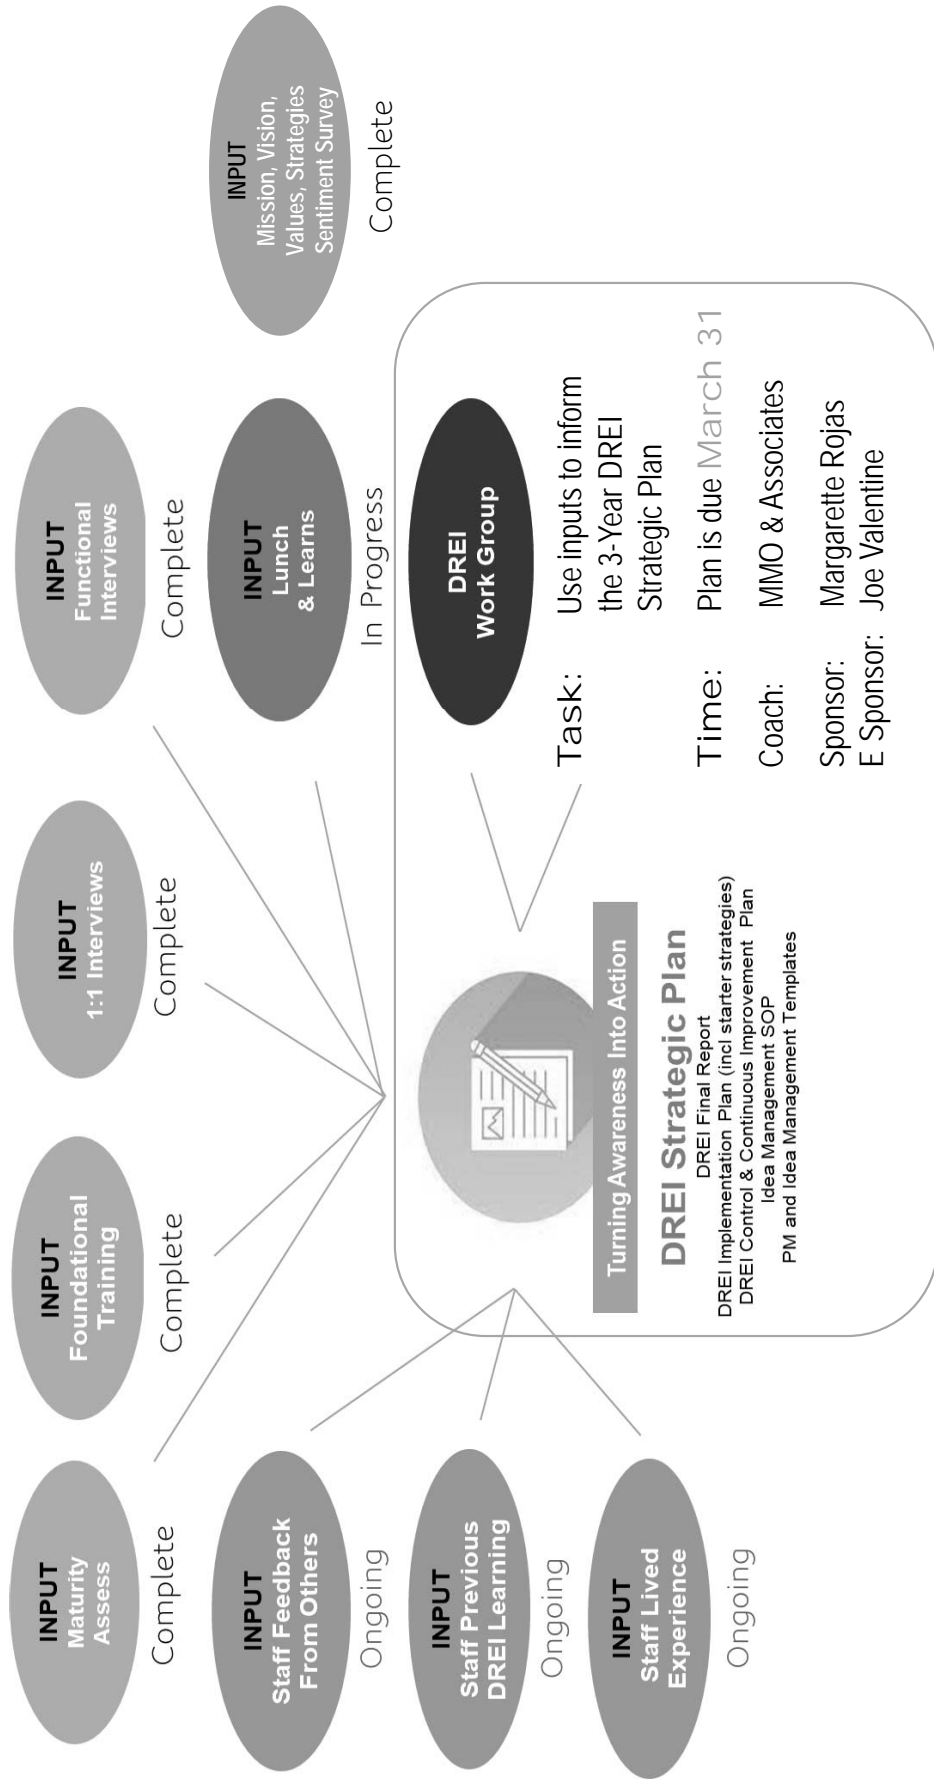 INPUT
Maturity
Assess
Complete
INPUT
Foundational
Training
Complete
INPUT
1:1 Interviews
Complete
INPUT
Functional
Interviews
Complete
INPUT
Staff Feedback
From Others
Ongoing
INPUT
Lunch
& Learns
In Progress
INPUT
Mission, Vision,
Values, Strategies
Sentiment Survey
Complete
INPUT
Staff Previous
DREI Learning
Ongoing
INPUT
Staff Lived
Experience
Ongoing
Turning Awareness Into Action
DREI Strategic Plan
DREI Final Report
DREI Implementation Plan (incl starter strategies)
DREI Control & Continuous Improvement Plan
Idea Management SOP
PM and Idea Management Templates
DREI
Work Group
Task: Use inputs to inform
the 3-Year DREI
Strategic Plan
Time: Plan is due March 31
Coach: MMO & Associates
Sponsor: Margarette Rojas
E Sponsor: Joe Valentine